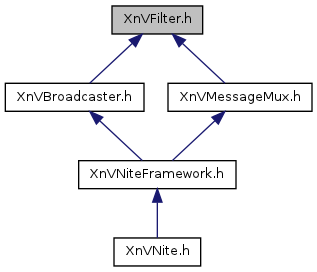 XnVFilter.h
XnVBroadcaster.h
XnVMessageMux.h
XnVNiteFramework.h
XnVNite.h